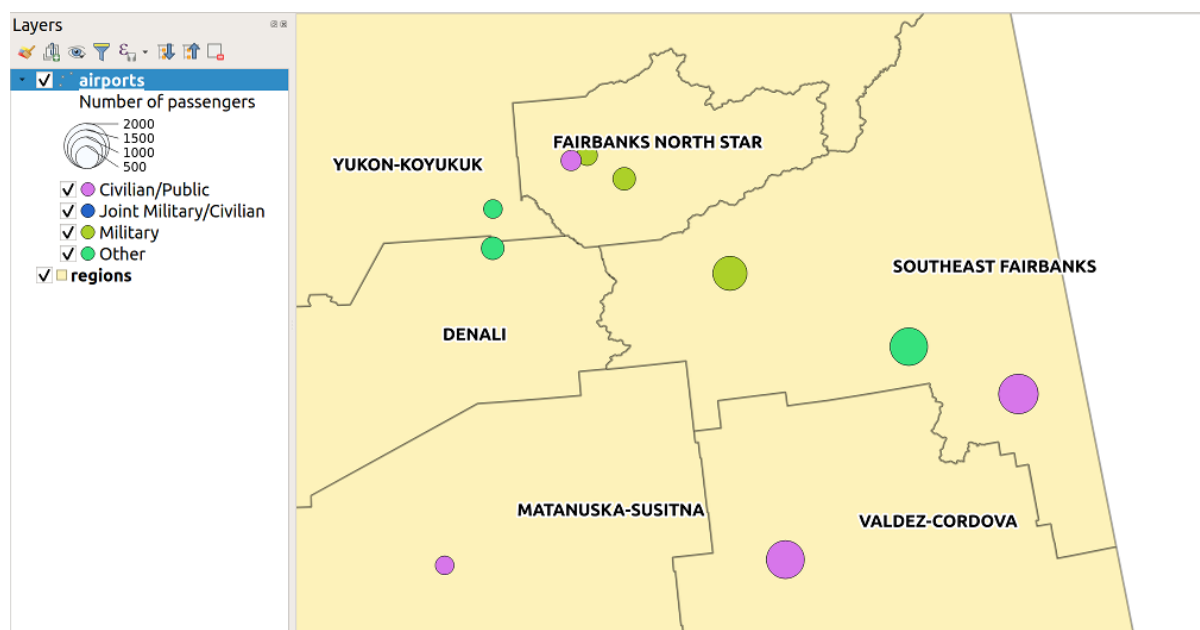 Layers
airports
Number of passengers
2000
1500
1000
500
Civilian/Public
Joint Military/Civilian
Military
Other
regions
FAIRBANKS NORTH STAR
YUKON-KOYUKUK
SOUTHEAST FAIRBANKS
DENALI
MATANUSKA-SUSITNA
VALDEZ-CORDOVA